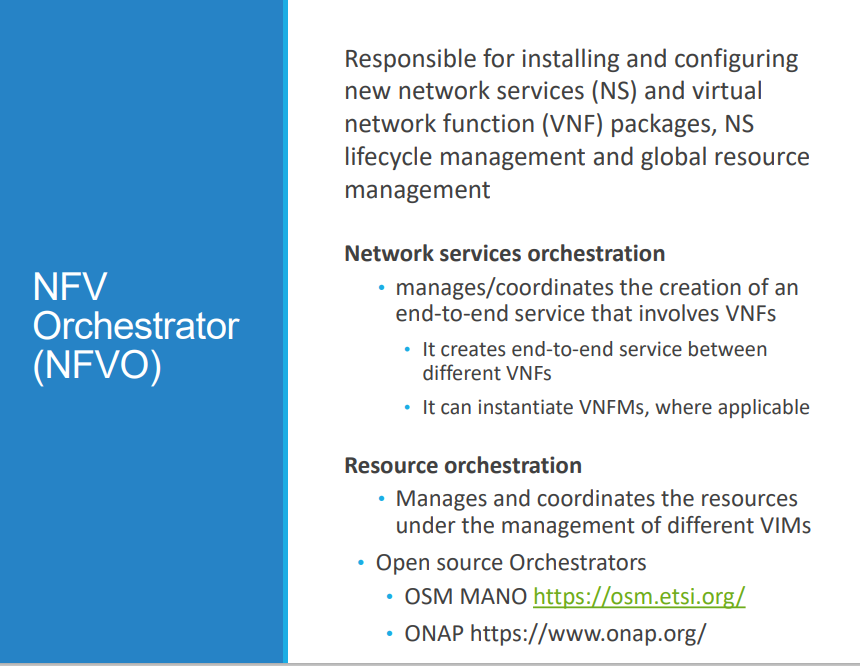 NFV
Orchestrator
(NFVO)
Responsible for installing and configuring
new network services (NS) and virtual
network function (VNF) packages, NS
lifecycle management and global resource
management
Network services orchestration
• manages/coordinates the creation of an
end-to-end service that involves VNFs
• It creates end-to-end service between
different VNFs
• It can instantiate VNFMs, where applicable
Resource orchestration
• Manages and coordinates the resources
under the management of different VIMs
• Open source Orchestrators
• OSM MANO https://osm.etsi.org/
• ONAP https://www.onap.org/